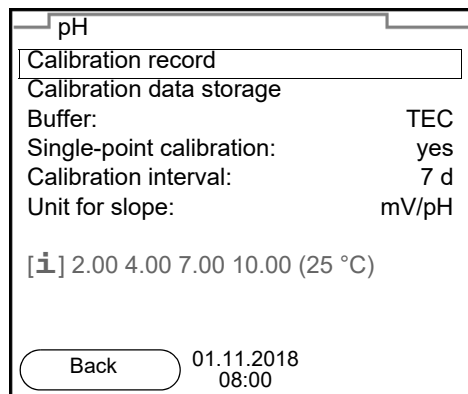 pH
Calibration record
Calibration data storage
Buffer: TEC
Single-point calibration: yes
Calibration interval: 7 d
Unit for slope: mV/pH
[i] 2.00 4.00 7.00 10.00 (25 °C)
Back 01.11.2018
08:00